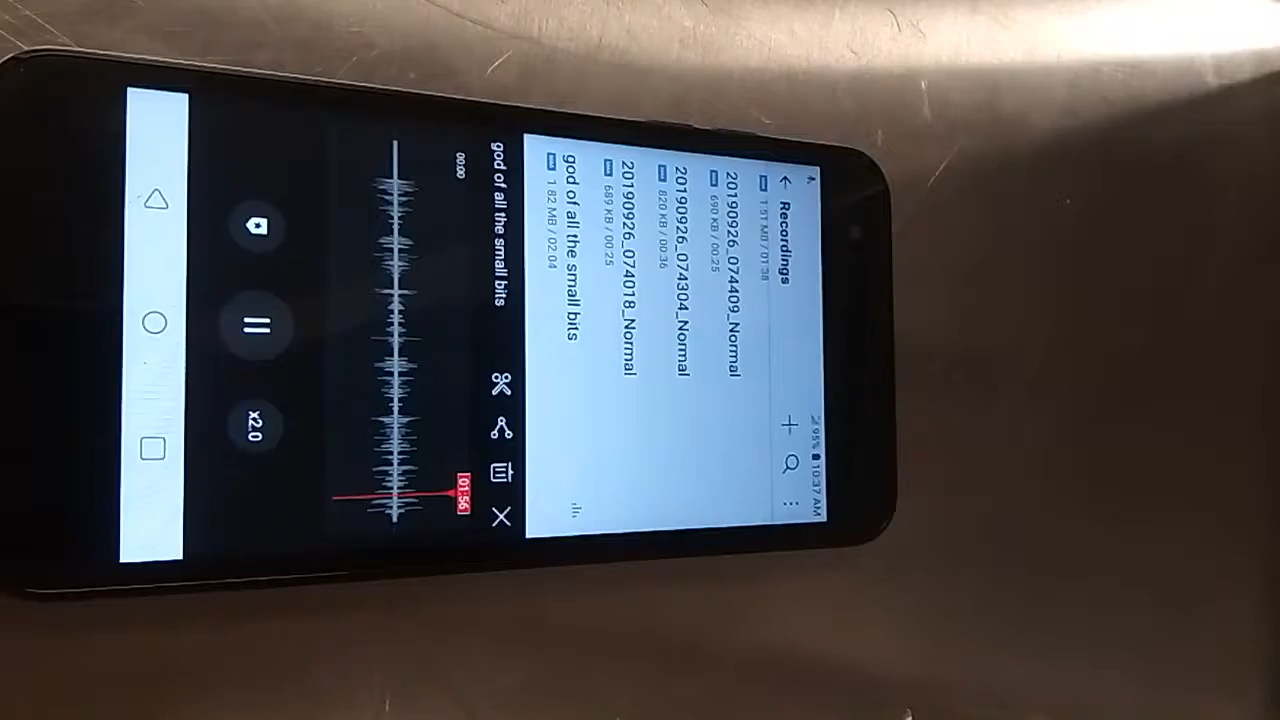 95% 10:37 AM
Recordings
1.51 MB / 01:38
20190926_074409_Normal
690 KB / 00:25
20190926_074304_Normal
820 KB / 00:36
20190926_074018_Normal
689 KB / 00:25
god of all the small bits
1.82 MB / 02:04
god of all the small bits
00:00
01:56
x2.0